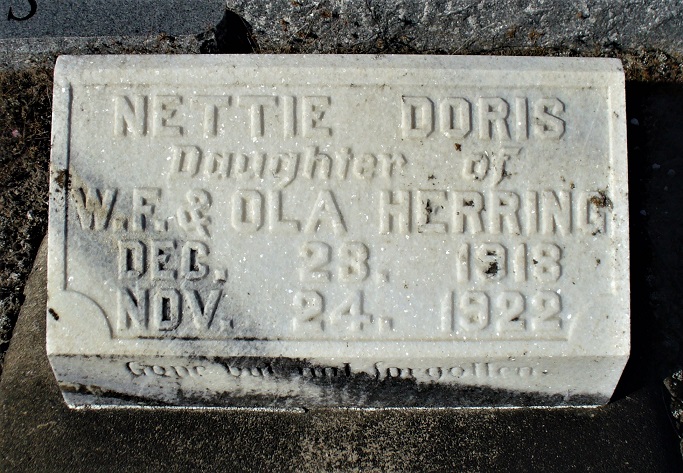 S
NETTIE DORIS
Daughter of
W.F. & OLA HERRING
DEC. 28. 1918
NOV. 24. 1922
Gone but not forgotten.